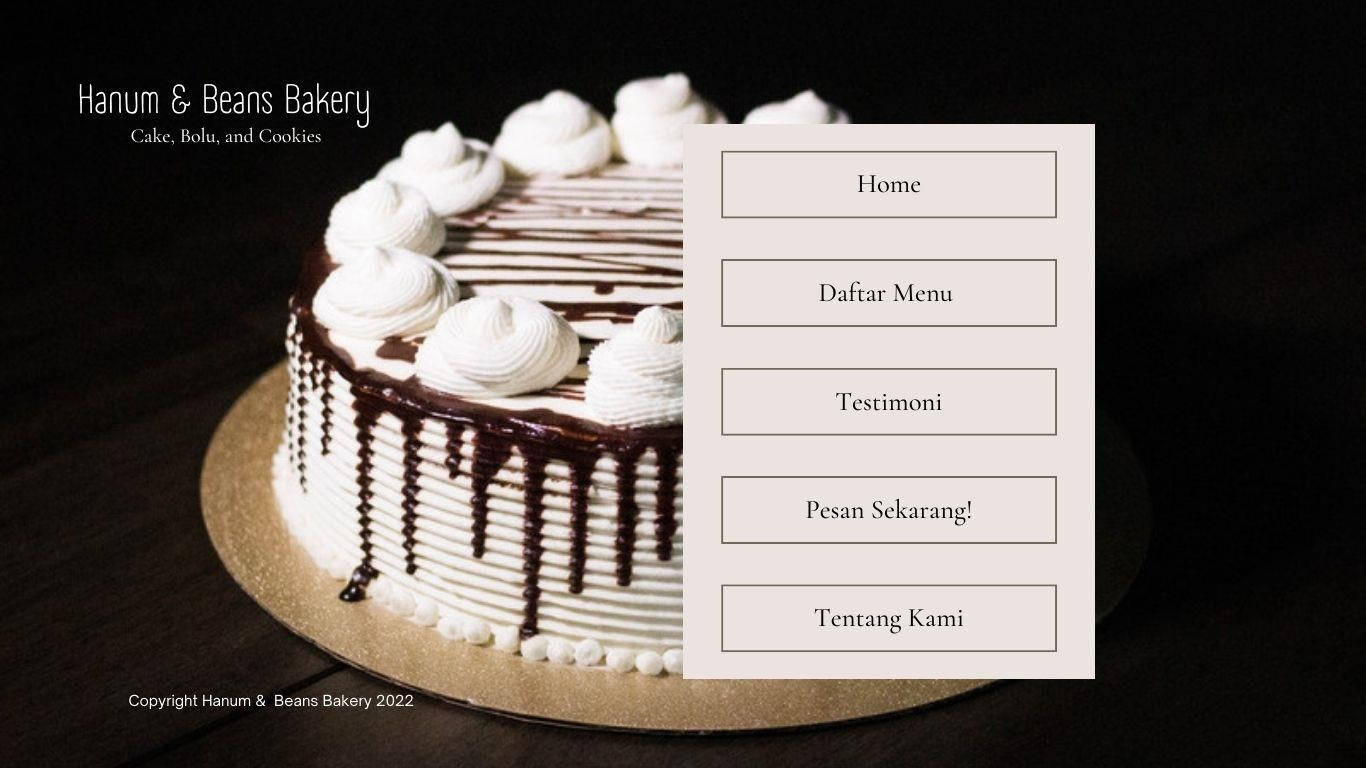 Hanum & Beans Bakery
Cake, Bolu, and Cookies
Home
Daftar Menu
Testimoni
Pesan Sekarang!
Tentang Kami
Copyright Hanum &  Beans Bakery 2022